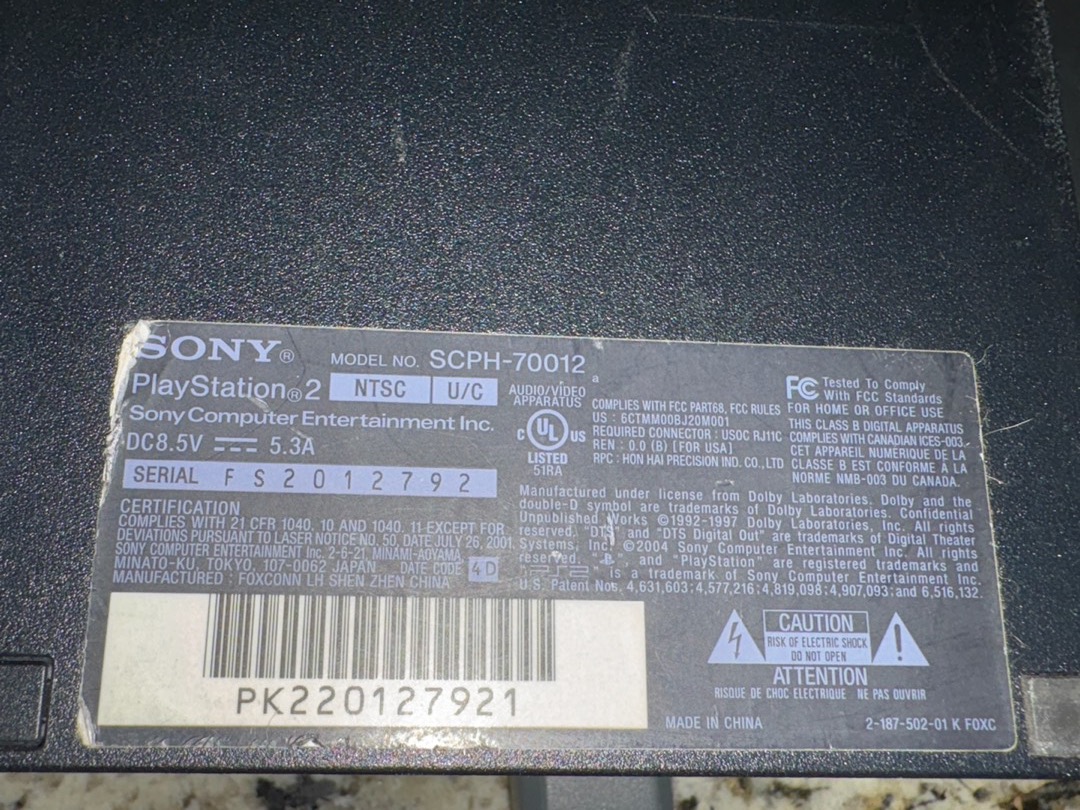 SONY®
MODEL NO. SCPH-70012
PlayStation®2 NTSC U/C
Sony Computer Entertainment Inc.
DC8.5V 5.3A
SERIAL FS2012792
CERTIFICATION
COMPLIES WITH 21 CFR 1040. 10 AND 1040. 11 EXCEPT FOR
DEVIATIONS PURSUANT TO LASER NOTICE NO. 50, DATE JULY 26, 2001
SONY COMPUTER ENTERTAINMENT INC. 2-6-21, MINAMI-AOYAMA
MINATO-KU, TOKYO, 107-0062 JAPAN DATE CODE 4D
MANUFACTURED : FOXCONN LH SHEN ZHEN CHINA
a
AUDIO/VIDEO
APPARATUS
C UL US
LISTED
51RA
COMPLIES WITH FCC PART68, FCC RULES
US : 6CTMM00BJ20M001
REQUIRED CONNECTOR : USOC RJ11C
REN : 0.0 (B) [FOR USA]
RPC : HON HAI PRECISION IND. CO., LTD
FC Tested To Comply
With FCC Standards
FOR HOME OR OFFICE USE
THIS CLASS B DIGITAL APPARATUS
COMPLIES WITH CANADIAN ICES-003.
CET APPAREIL NUMÉRIQUE DE LA
CLASSE B EST CONFORME À LA
NORME NMB-003 DU CANADA.
Manufactured under license from Dolby Laboratories. Dolby and the
double-D symbol are trademarks of Dolby Laboratories. Confidential
Unpublished Works ©1992-1997 Dolby Laboratories, Inc. All rights
reserved. "DTS" and "DTS Digital Out" are trademarks of Digital Theater
Systems, Inc. ©2004 Sony Computer Entertainment Inc. All rights
reserved. " " and "PlayStation" are registered trademarks and
"PS2" is a trademark of Sony Computer Entertainment Inc.
U.S. Patent Nos. 4,631,603; 4,577,216; 4,819,098; 4,907,093; and 6,516,132.
PK220127921
CAUTION
RISK OF ELECTRIC SHOCK
DO NOT OPEN
ATTENTION
RISQUE DE CHOC ELECTRIQUE NE PAS OUVRIR
MADE IN CHINA
2-187-502-01 K FOXC